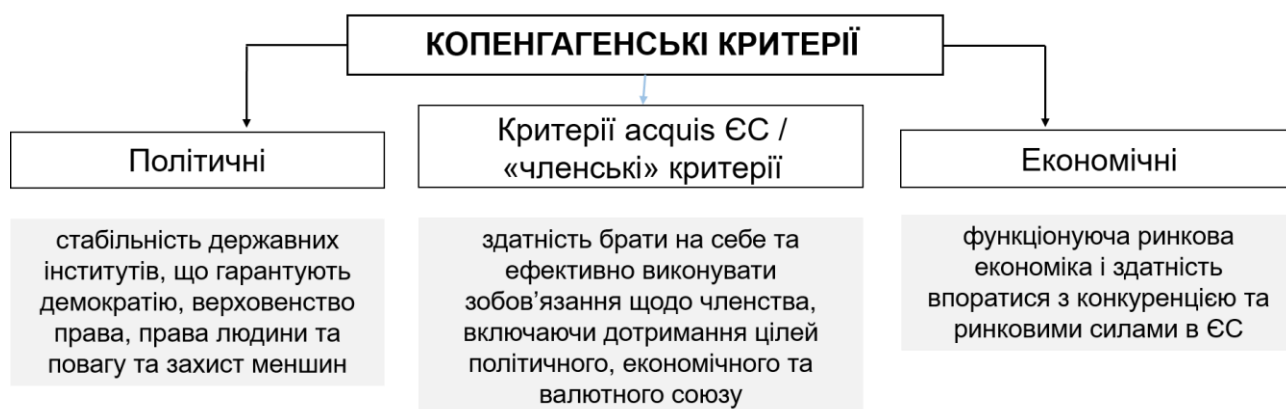 КОПЕНГАГЕНСЬКІ КРИТЕРІЇ
Політичні
стабільність державних
інститутів, що гарантують
демократію, верховенство
права, права людини та
повагу та захист меншин
Критерії acquis ЄС /
«членські» критерії
здатність брати на себе та
ефективно виконувати
зобов’язання щодо членства,
включаючи дотримання цілей
політичного, економічного та
валютного союзу
Економічні
функціонуюча ринкова
економіка і здатність
впоратися з конкуренцією та
ринковими силами в ЄС